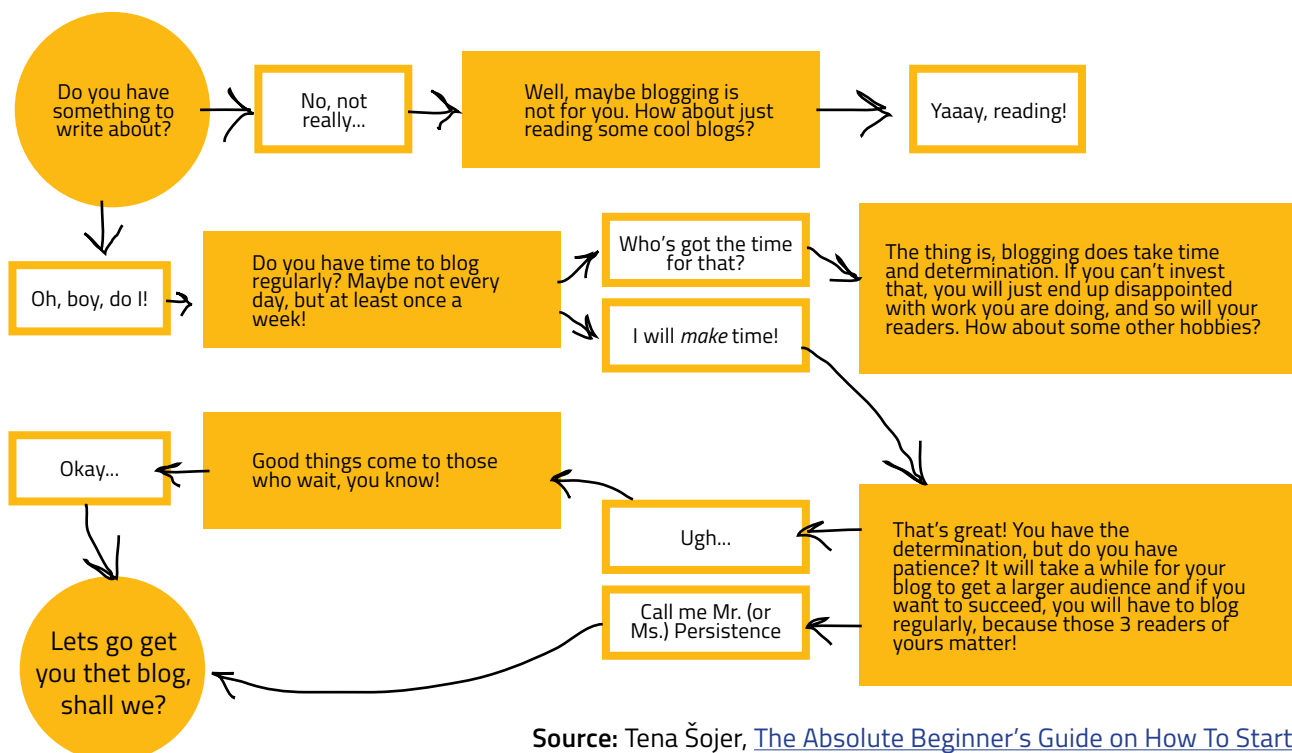 Do you have
something to
write about?
No, not
really...
Well, maybe blogging is
not for you. How about just
reading some cool blogs?
Yaaay, reading!
Oh, boy, do I!
Do you have time to blog
regularly? Maybe not every
day, but at least once a
week!
Who's got the time
for that?
The thing is, blogging does take time
and determination. If you can't invest
that, you will just end up disappointed
with work you are doing, and so will your
readers. How about some other hobbies?
I will make time!
That's great! You have the
determination, but do you have
patience? It will take a while for your
blog to get a larger audience and if you
want to succeed, you will have to blog
regularly, because those 3 readers of
yours matter!
Ugh...
Good things come to those
who wait, you know!
Okay...
Call me Mr. (or
Ms.) Persistence
Lets go get
you thet blog,
shall we?
Source: Tena Šojer, The Absolute Beginner's Guide on How To Start